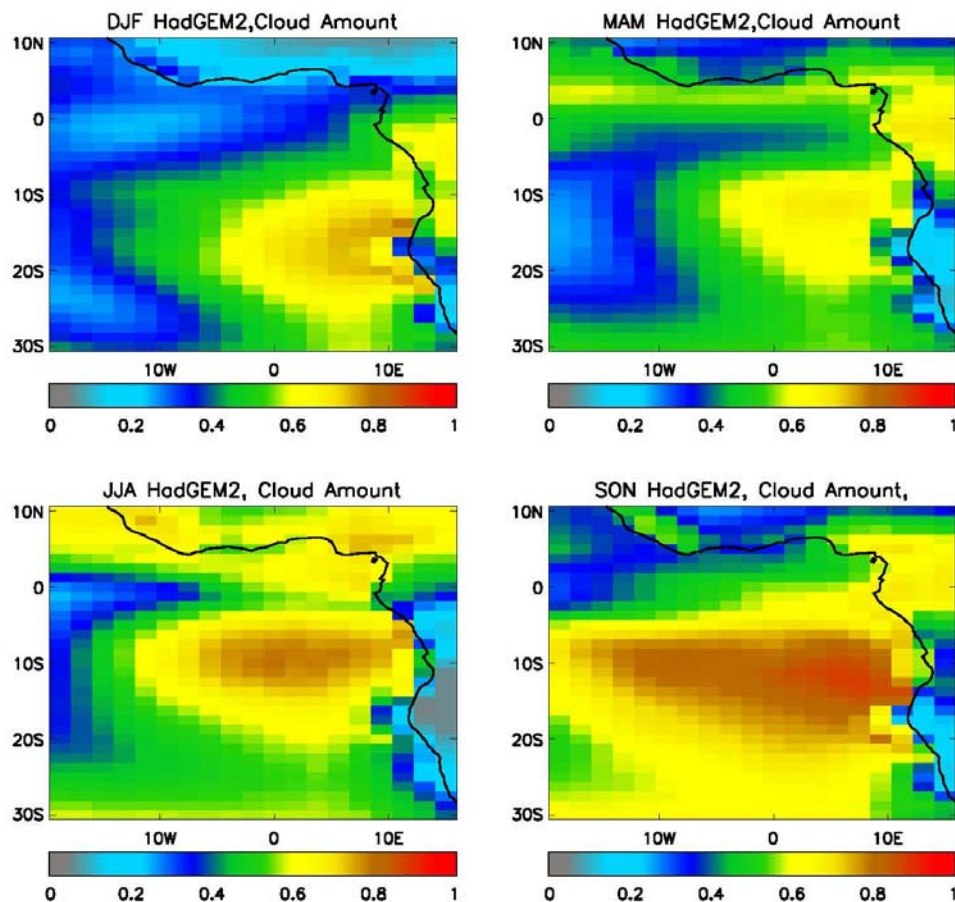 DJF HadGEM2,Cloud Amount
10N
0
10S
20S
30S
10W 0 10E
0 0.2 0.4 0.6 0.8 1
MAM HadGEM2,Cloud Amount
10N
0
10S
20S
30S
10W 0 10E
0 0.2 0.4 0.6 0.8 1
JJA HadGEM2, Cloud Amount
10N
0
10S
20S
30S
10W 0 10E
0 0.2 0.4 0.6 0.8 1
SON HadGEM2, Cloud Amount,
10N
0
10S
20S
30S
10W 0 10E
0 0.2 0.4 0.6 0.8 1